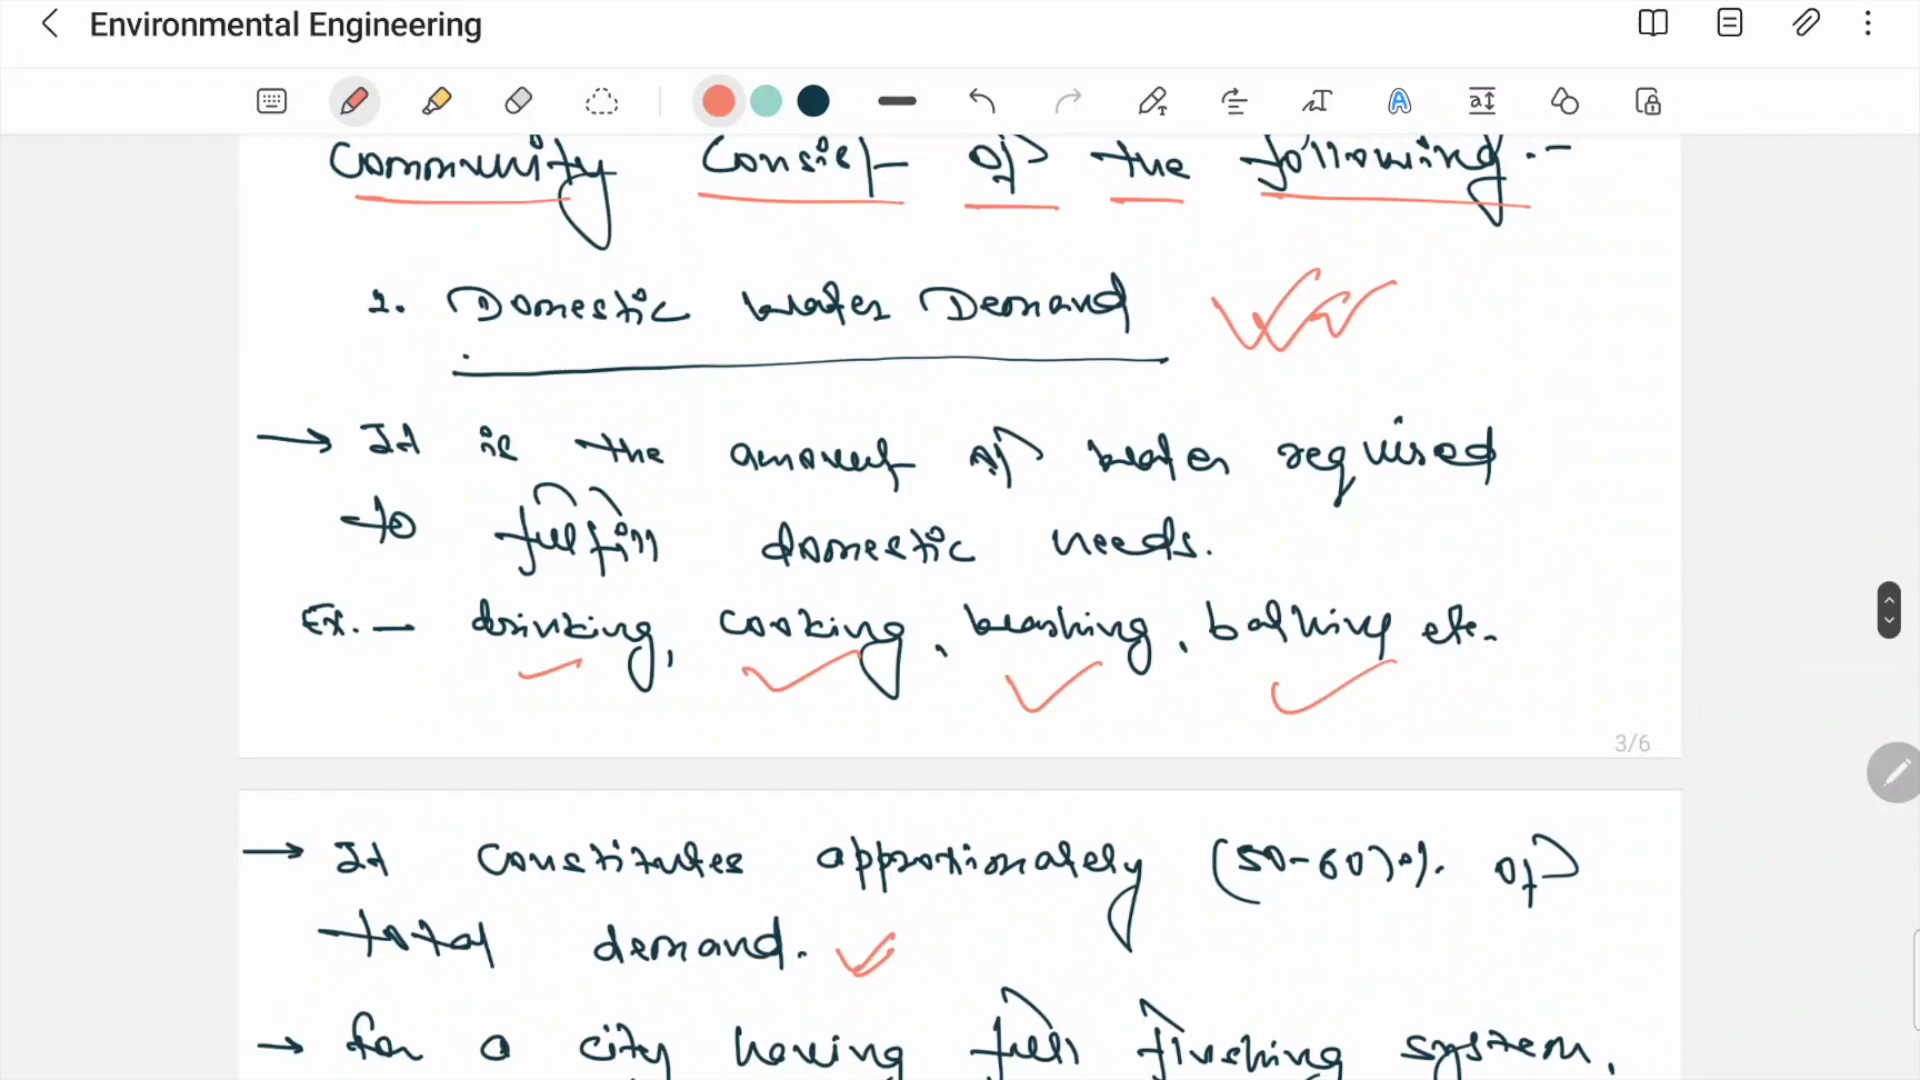 Environmental Engineering
Community Consist of the following :-
1. Domestic Water Demand
→ It is the amount of water required
to fulfill domestic needs.
Ex. - drinking, cooking, washing, bathing etc.
3/6
→ It constitutes approximately (50-60)% of
total demand.
→ for a city having full flushing system,